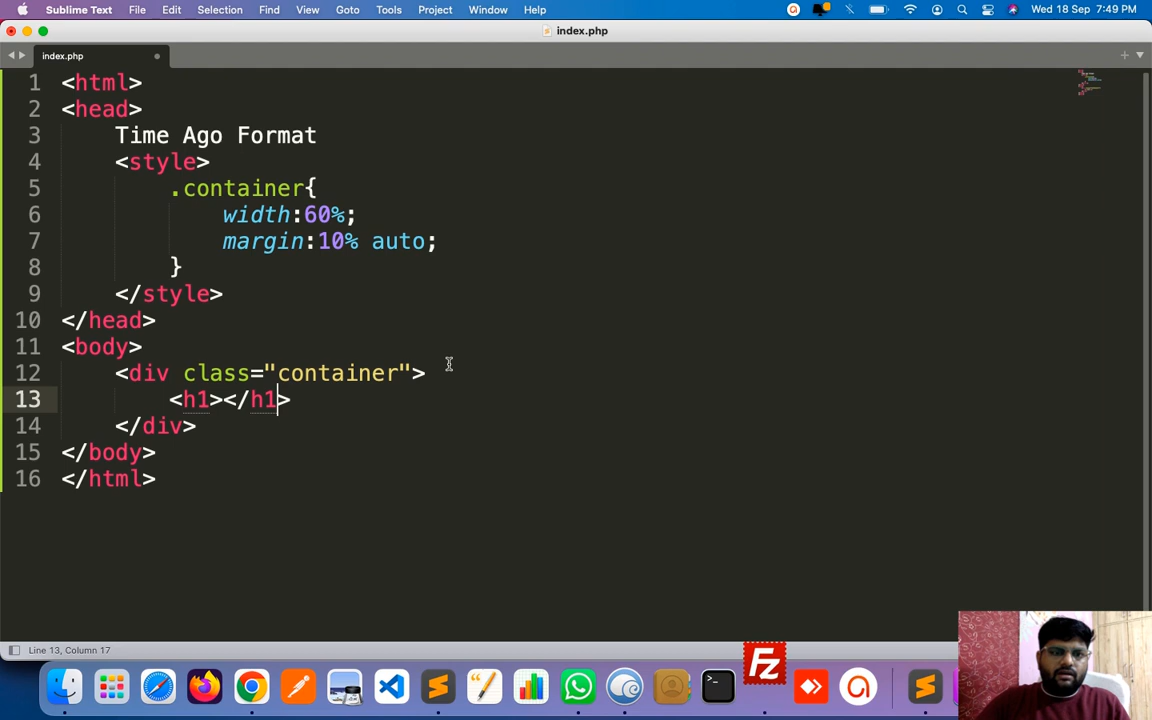 Sublime Text File Edit Selection Find View Goto Tools Project Window Help Wed 18 Sep 7:49 PM
index.php
index.php
1 <html>
2 <head>
3 Time Ago Format
4 <style>
5 .container{
6 width:60%;
7 margin:10% auto;
8 }
9 </style>
10 </head>
11 <body>
12 <div class="container">
13 <h1></h1>
14 </div>
15 </body>
16 </html>
Line 13, Column 17
Fz